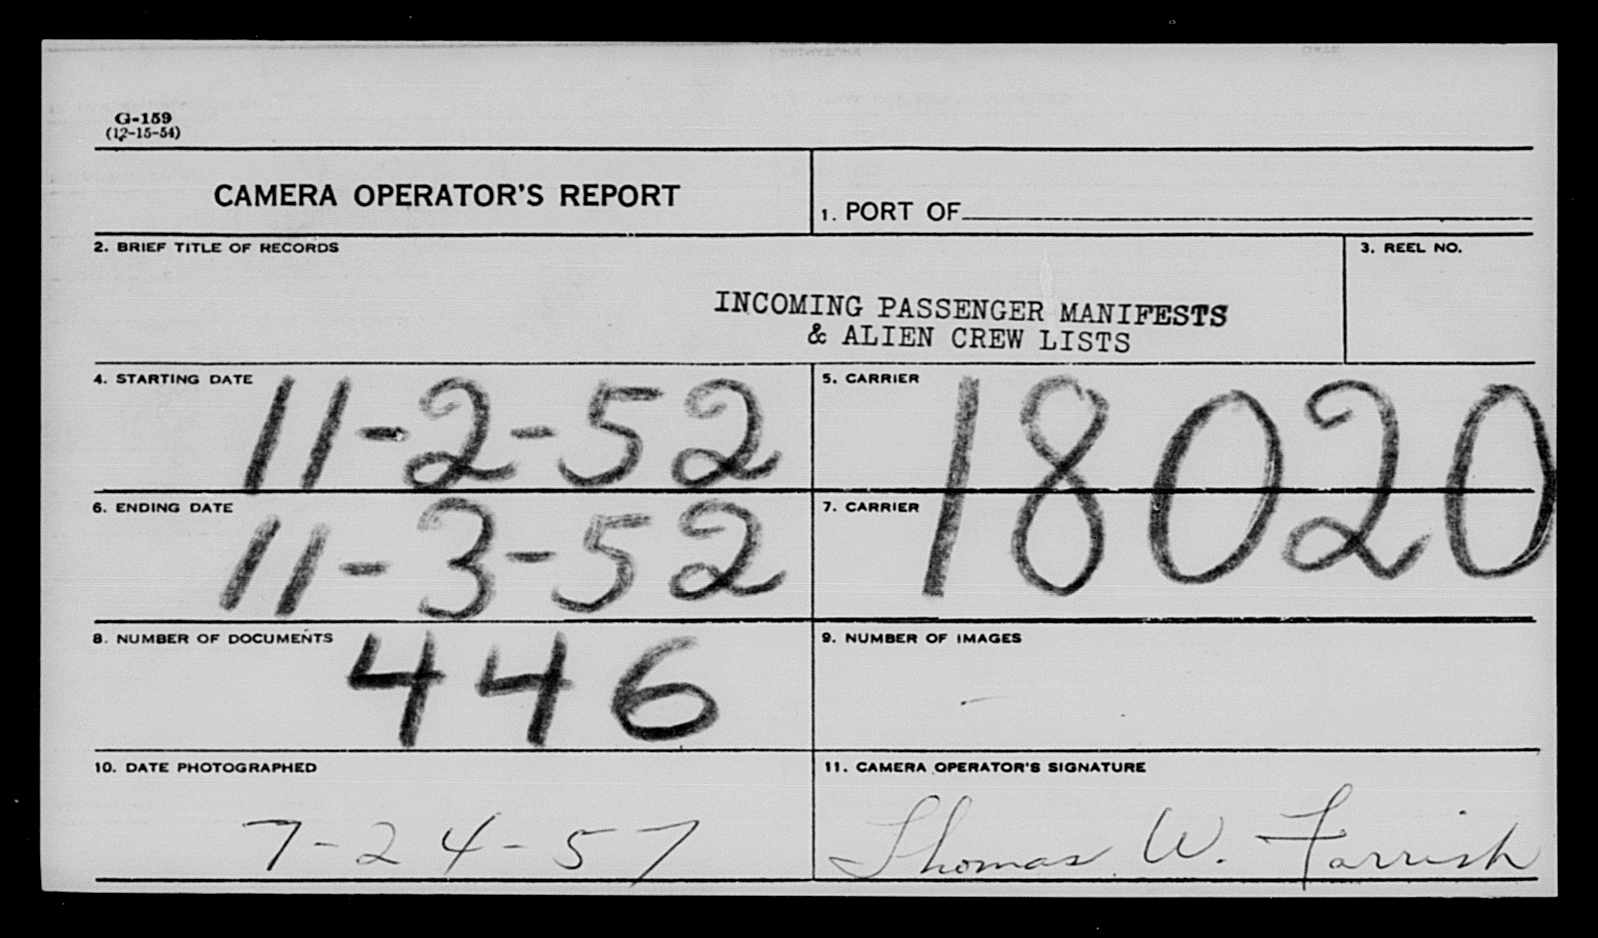 G-159
(12-15-54)
CAMERA OPERATOR'S REPORT
1. PORT OF
2. BRIEF TITLE OF RECORDS
3. REEL NO.
INCOMING PASSENGER MANIFESTS
& ALIEN CREW LISTS
4. STARTING DATE
11-2-52
5. CARRIER
18020
6. ENDING DATE
11-3-52
7. CARRIER
8. NUMBER OF DOCUMENTS
446
9. NUMBER OF IMAGES
10. DATE PHOTOGRAPHED
7-24-57
11. CAMERA OPERATOR'S SIGNATURE
Thomas W. Farrish